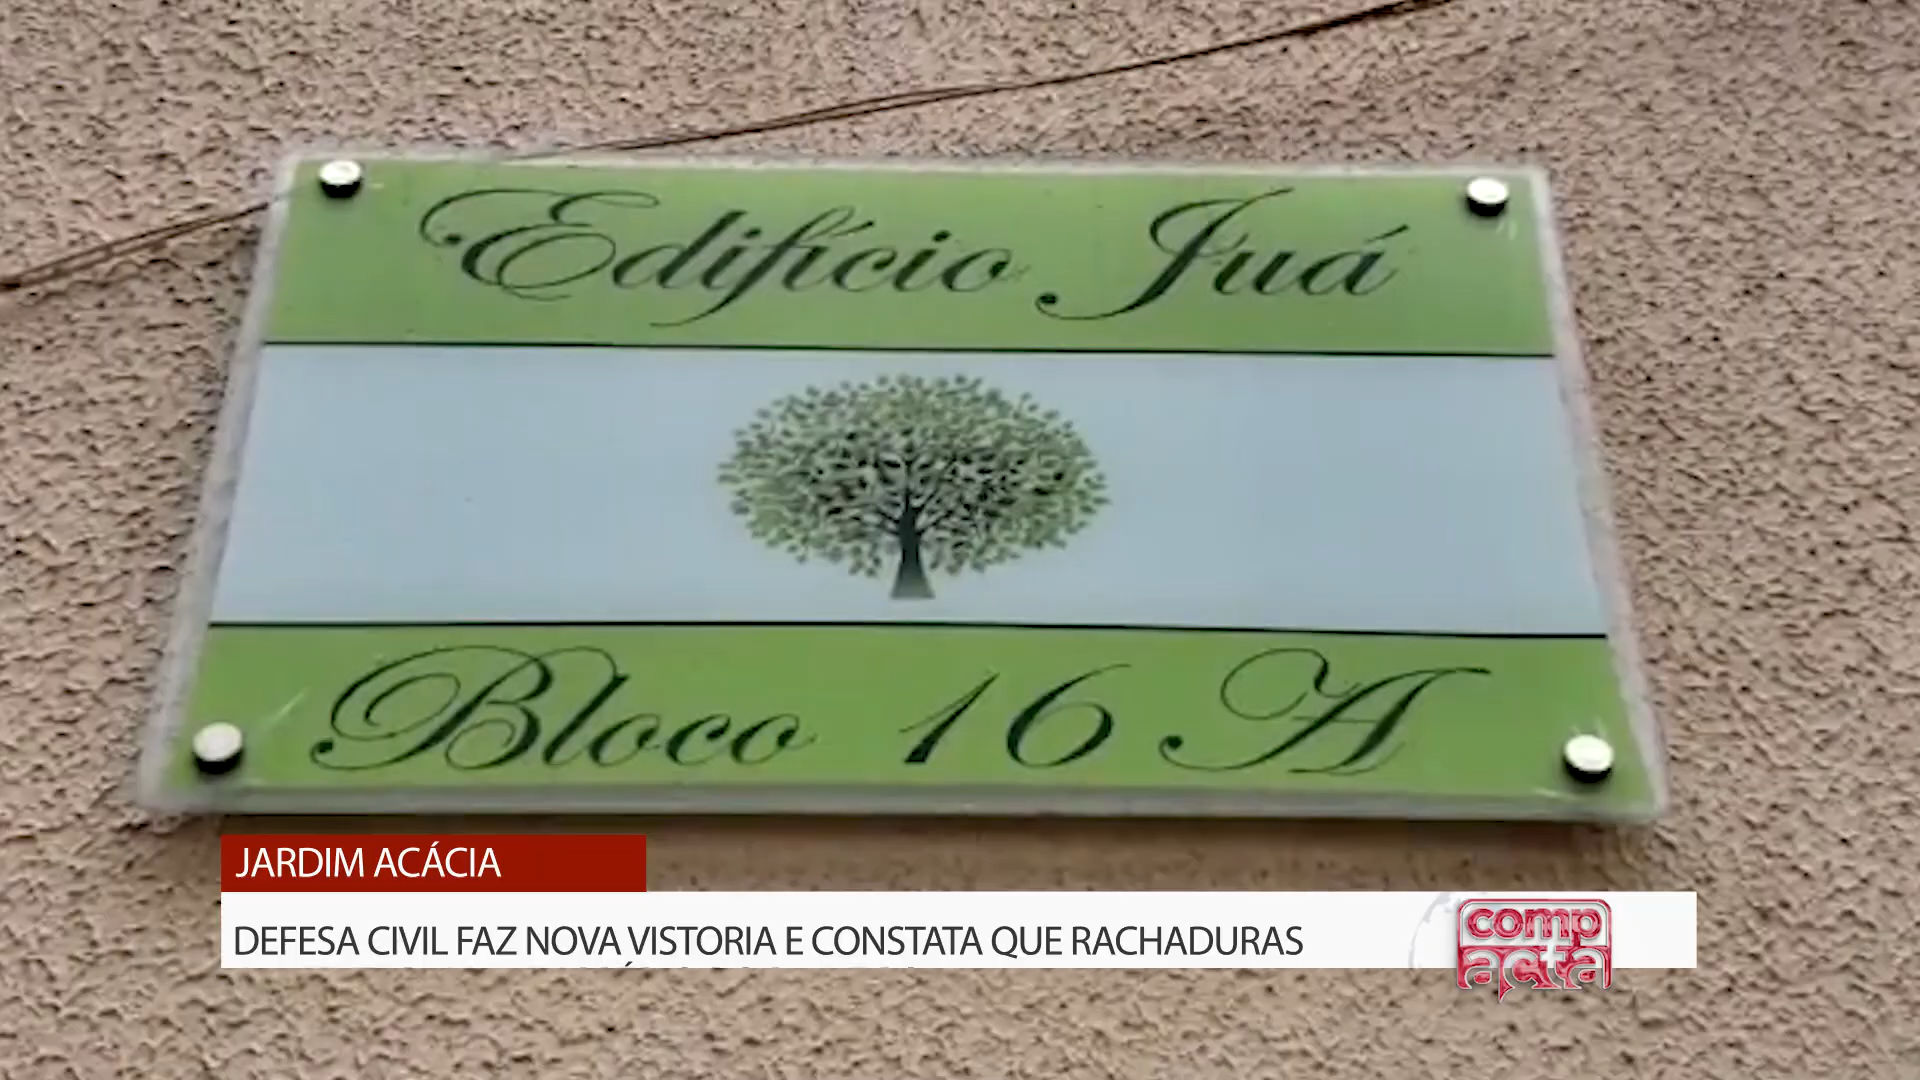 Edifício Juá
Bloco 16 A
JARDIM ACÁCIA
DEFESA CIVIL FAZ NOVA VISTORIA E CONSTATA QUE RACHADURAS
comp
acta